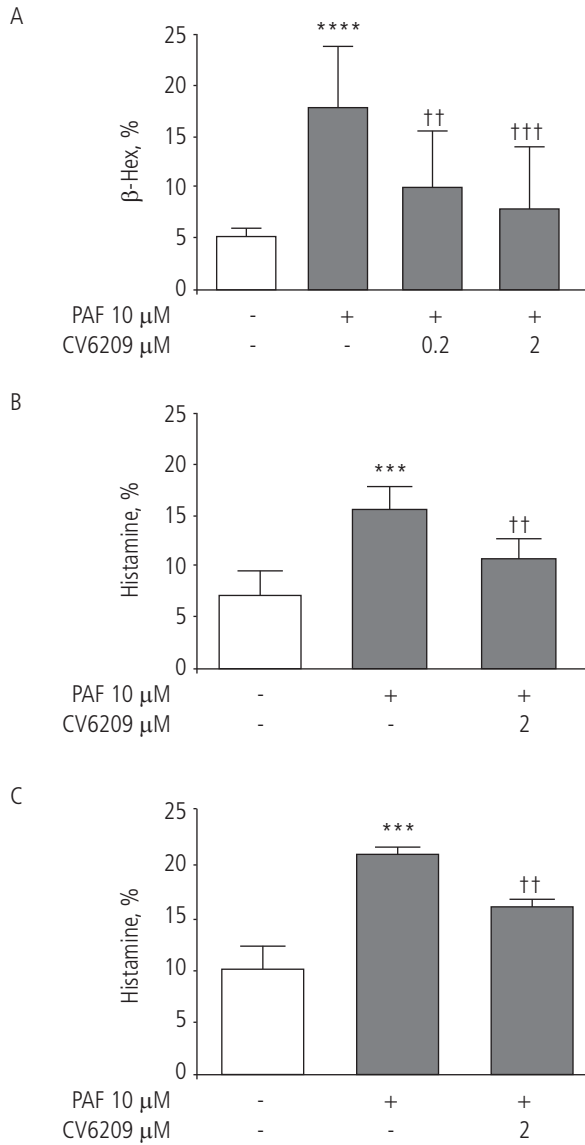 A
25
20
15
10
5
0
β-Hex, %
****
††
†††
PAF 10 μM - + + +
CV6209 μM - - 0.2 2
B
25
20
15
10
5
0
Histamine, %
***
††
PAF 10 μM - + +
CV6209 μM - - 2
C
25
20
15
10
5
0
Histamine, %
***
††
PAF 10 μM - + +
CV6209 μM - - 2